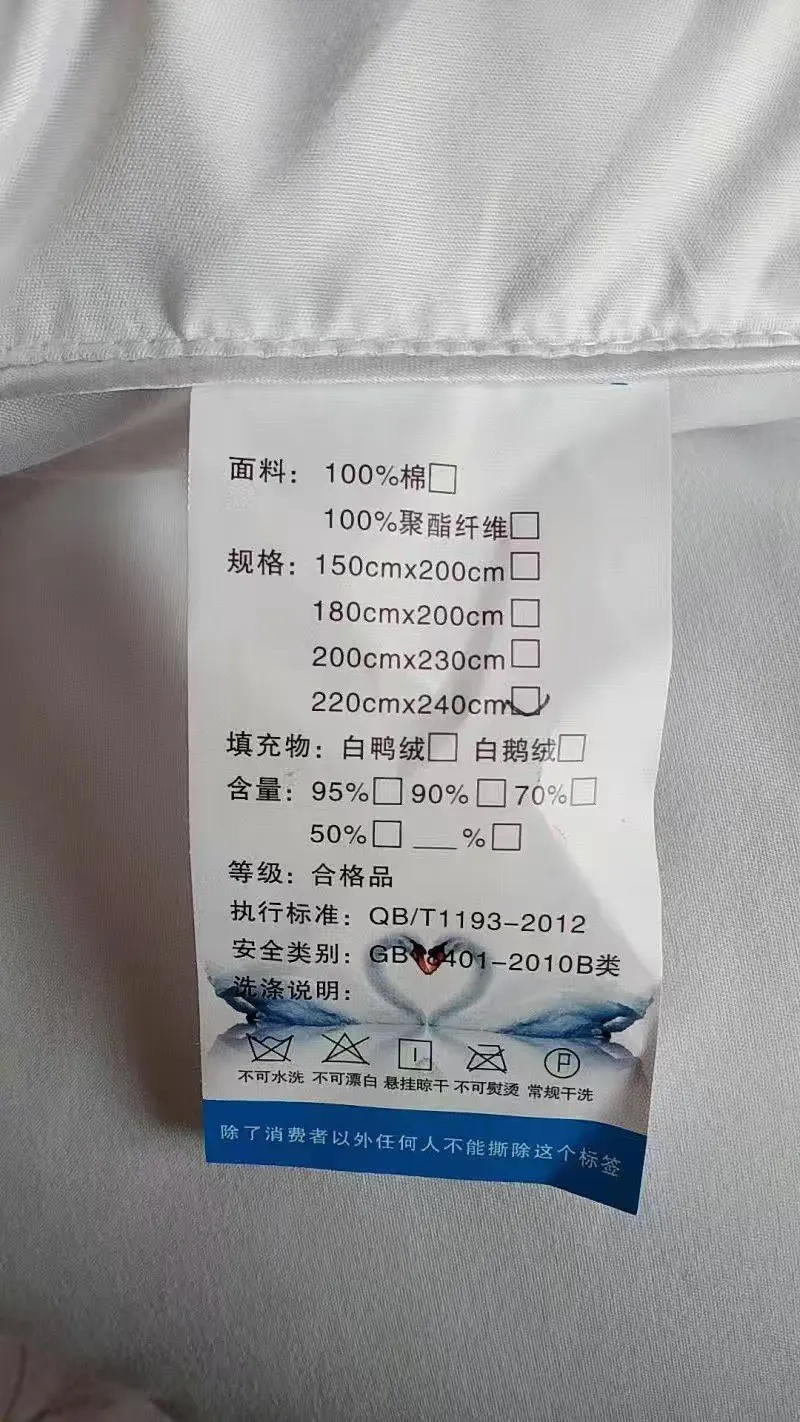 面料：100%棉□
100%聚酯纤维□
规格：150cmx200cm□
180cmx200cm□
200cmx230cm□
220cmx240cm☑
填充物：白鸭绒□ 白鹅绒□
含量：95%□ 90%□ 70%□
50%□ ___%□
等级：合格品
执行标准：QB/T1193-2012
安全类别：GB18401-2010B类
洗涤说明：
不可水洗 不可漂白 悬挂晾干 不可熨烫 常规干洗
除了消费者以外任何人不能撕除这个标签